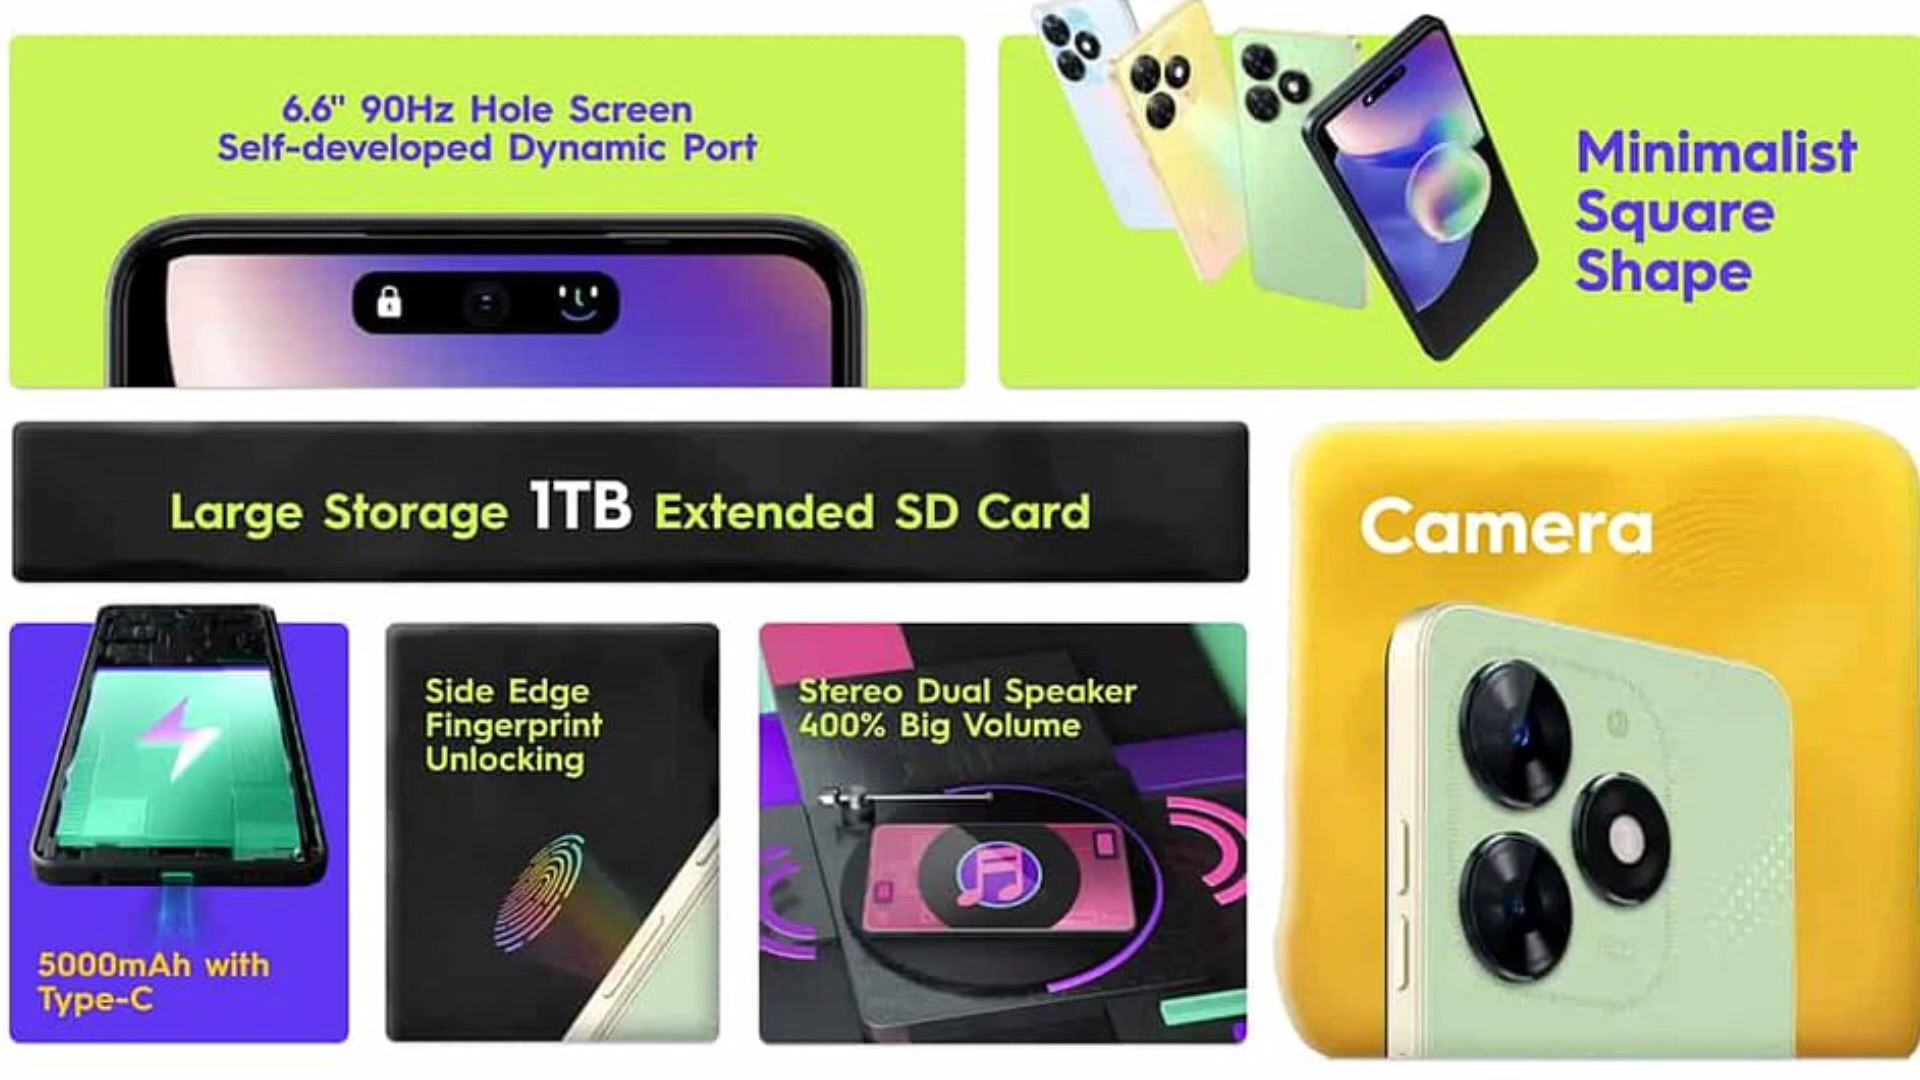 6.6" 90Hz Hole Screen
Self-developed Dynamic Port
Minimalist
Square
Shape
Large Storage 1TB Extended SD Card
Camera
5000mAh with
Type-C
Side Edge
Fingerprint
Unlocking
Stereo Dual Speaker
400% Big Volume